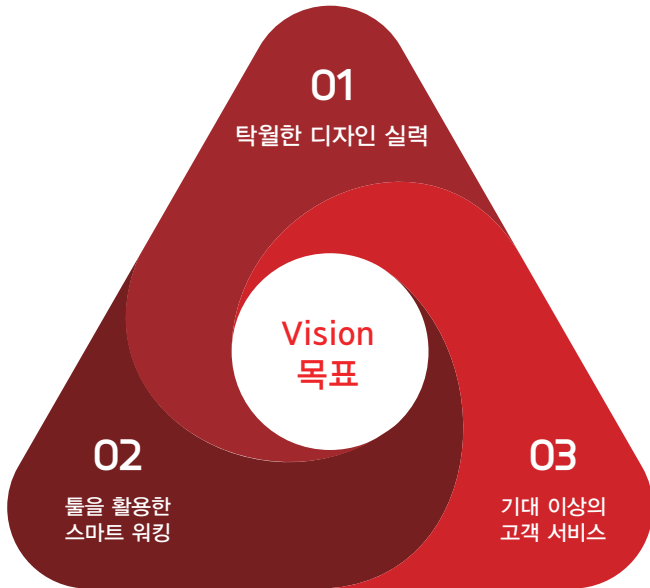 01
탁월한 디자인 실력
Vision
목표
02
툴을 활용한
스마트 워킹
03
기대 이상의
고객 서비스